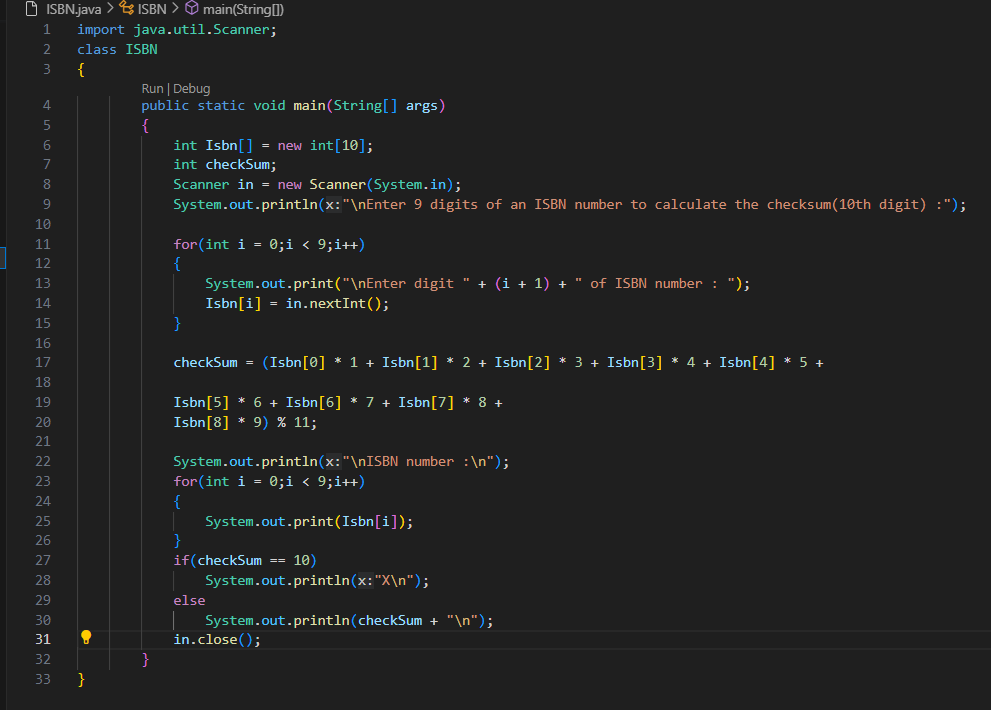 ISBN.java > ISBN > main(String[])
1 import java.util.Scanner;
2 class ISBN
3 {
Run | Debug
4 public static void main(String[] args)
5 {
6 int Isbn[] = new int[10];
7 int checkSum;
8 Scanner in = new Scanner(System.in);
9 System.out.println(x:"\nEnter 9 digits of an ISBN number to calculate the checksum(10th digit) :");
10
11 for(int i = 0;i < 9;i++)
12 {
13 System.out.print("\nEnter digit " + (i + 1) + " of ISBN number : ");
14 Isbn[i] = in.nextInt();
15 }
16
17 checkSum = (Isbn[0] * 1 + Isbn[1] * 2 + Isbn[2] * 3 + Isbn[3] * 4 + Isbn[4] * 5 +
18
19 Isbn[5] * 6 + Isbn[6] * 7 + Isbn[7] * 8 +
20 Isbn[8] * 9) % 11;
21
22 System.out.println(x:"\nISBN number :\n");
23 for(int i = 0;i < 9;i++)
24 {
25 System.out.print(Isbn[i]);
26 }
27 if(checkSum == 10)
28 System.out.println(x:"X\n");
29 else
30 System.out.println(checkSum + "\n");
31 in.close();
32 }
33 }